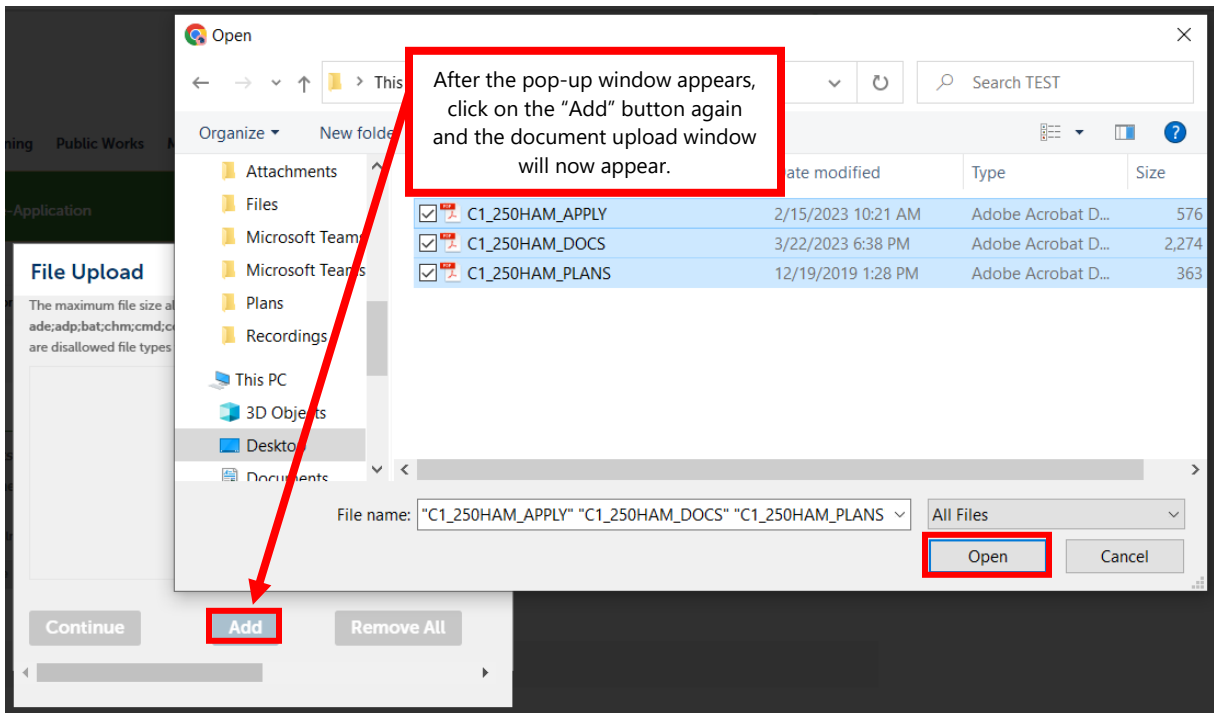 Open
After the pop-up window appears,
click on the “Add” button again
and the document upload window
will now appear.
This
Search TEST
Organize
New folde
Public Works
-Application
ate modified
Type
Size
Attachments
Files
Microsoft Teams
Microsoft Teams
Plans
Recordings
This PC
3D Objects
Desktop
Documents
C1_250HAM_APPLY 2/15/2023 10:21 AM Adobe Acrobat D... 576
C1_250HAM_DOCS 3/22/2023 6:38 PM Adobe Acrobat D... 2,274
C1_250HAM_PLANS 12/19/2019 1:28 PM Adobe Acrobat D... 363
File Upload
The maximum file size al
ade;adp;bat;chm;cmd;c
are disallowed file types
File name: "C1_250HAM_APPLY" "C1_250HAM_DOCS" "C1_250HAM_PLANS
All Files
Open
Cancel
Continue
Add
Remove All